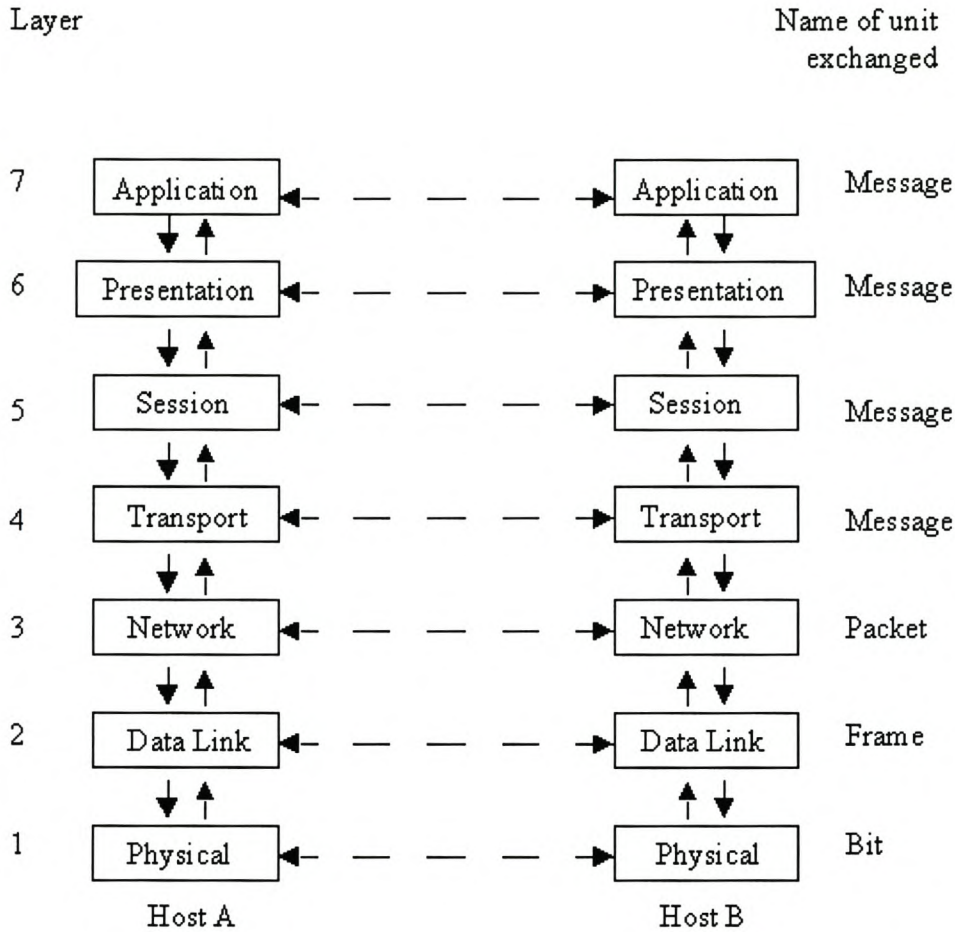 Layer
Name of unit
exchanged
7 Application Application Message
6 Presentation Presentation Message
5 Session Session Message
4 Transport Transport Message
3 Network Network Packet
2 Data Link Data Link Frame
1 Physical Physical Bit
Host A Host B